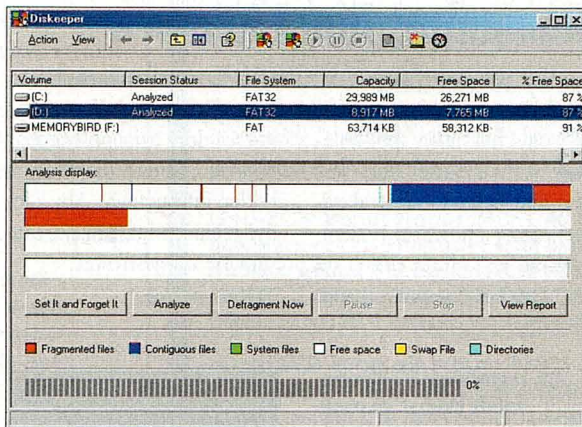 Diskeeper
Action View
Volume Session Status File System Capacity Free Space % Free Space
(C:) Analyzed FAT32 29,989 MB 26,271 MB 87 %
(D:) Analyzed FAT32 8,917 MB 7,765 MB 87 %
MEMORYBIRD (F:) FAT 63,714 KB 58,312 KB 91 %
Analysis display:
Set It and Forget It Analyze Defragment Now Pause Stop View Report
Fragmented files Contiguous files System files Free space Swap File Directories
0%